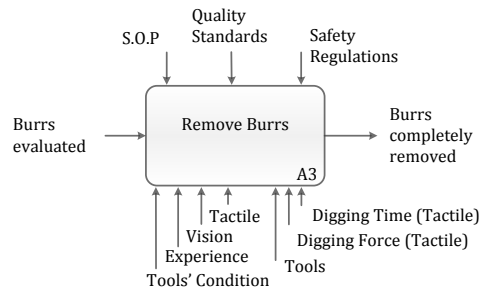 Quality
Standards
S.O.P
Safety
Regulations
Burrs
evaluated
Remove Burrs
A3
Burrs
completely
removed
Tactile
Vision
Experience
Tools’ Condition
Digging Time (Tactile)
Digging Force (Tactile)
Tools